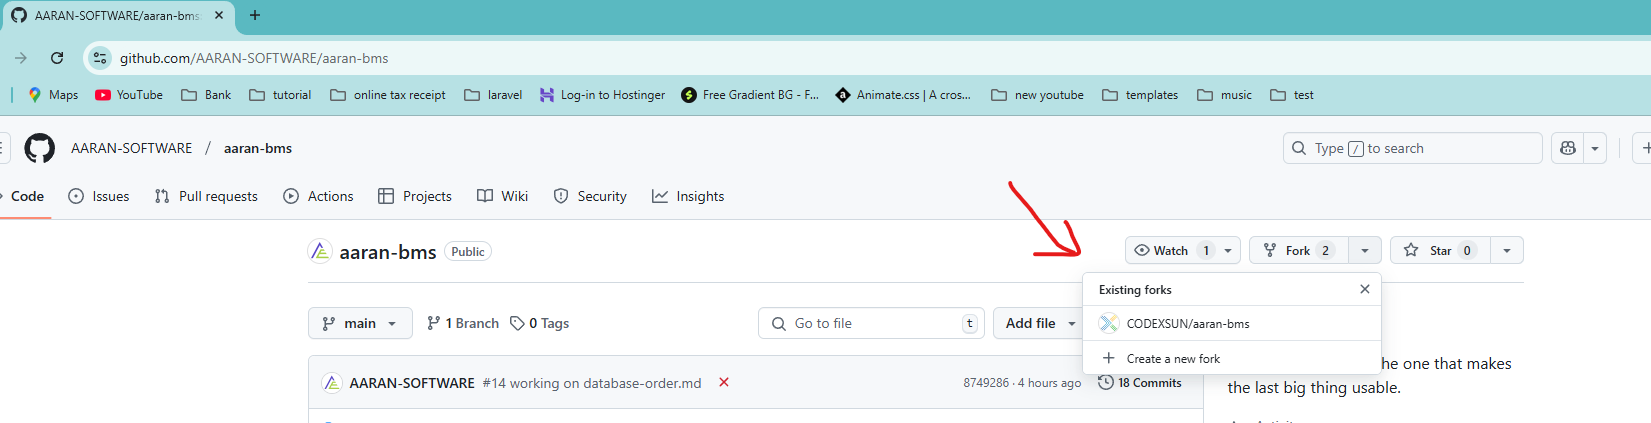 AARAN-SOFTWARE/aaran-bms
github.com/AARAN-SOFTWARE/aaran-bms
Maps YouTube Bank tutorial online tax receipt laravel Log-in to Hostinger Free Gradient BG - F... Animate.css | A cros... new youtube templates music test
AARAN-SOFTWARE / aaran-bms
Type / to search
Code Issues Pull requests Actions Projects Wiki Security Insights
aaran-bms Public
Watch 1 Fork 2 Star 0
Existing forks
CODEXSUN/aaran-bms
Create a new fork
main 1 Branch 0 Tags Go to file t Add file
he one that makes
the last big thing usable.
AARAN-SOFTWARE #14 working on database-order.md 8749286 · 4 hours ago 18 Commits